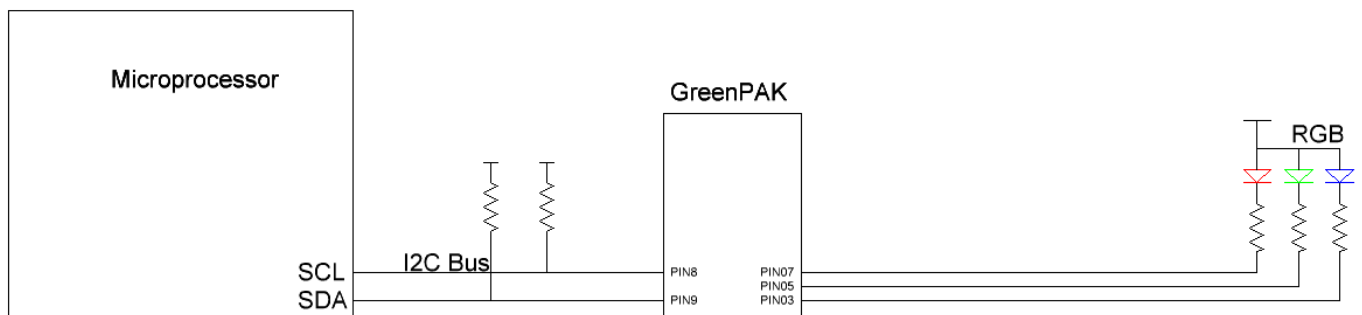 Microprocessor
GreenPAK
RGB
I2C Bus
SCL
PIN8
PIN07
PIN05
SDA
PIN9
PIN03